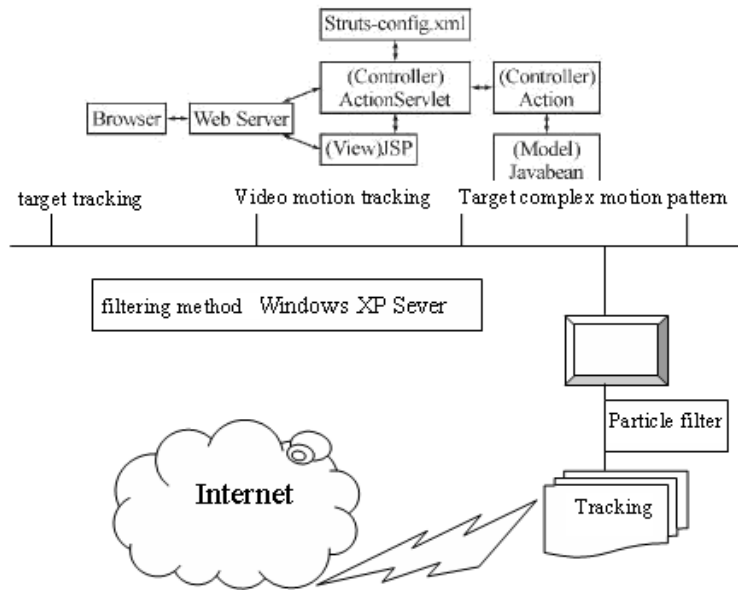 Struts-config.xml
(Controller)
ActionServlet
(Controller)
Action
Browser
Web Server
(View)JSP
(Model)
Javabean
target tracking
Video motion tracking
Target complex motion pattern
filtering method Windows XP Sever
Particle filter
Internet
Tracking